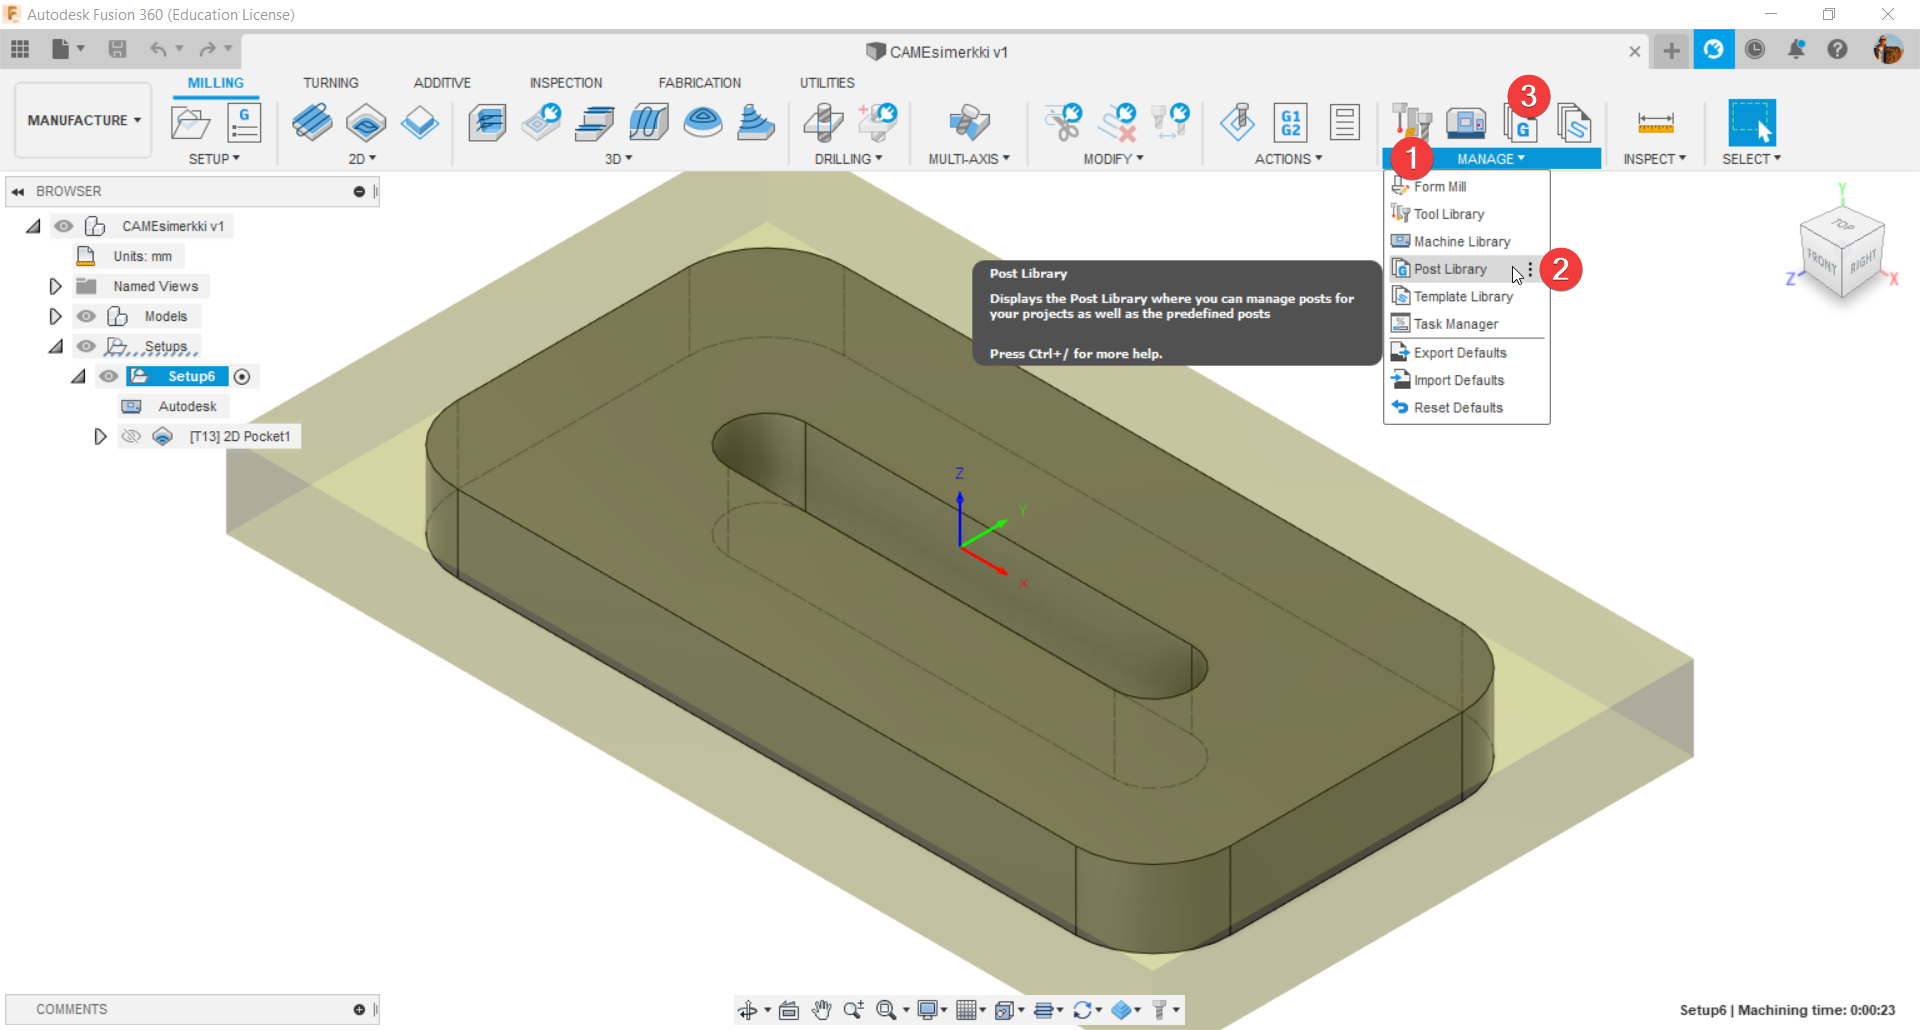 Autodesk Fusion 360 (Education License)
CAMEsimerkki v1
MILLING TURNING ADDITIVE INSPECTION FABRICATION UTILITIES
MANUFACTURE
G
G1
G2
G
3
SETUP 2D 3D DRILLING MULTI-AXIS MODIFY ACTIONS MANAGE INSPECT SELECT
1
BROWSER
CAMEsimerkki v1
Units: mm
Named Views
Models
Setups
Setup6
Autodesk
[T13] 2D Pocket1
Form Mill
Tool Library
Machine Library
Post Library
2
Template Library
Task Manager
Export Defaults
Import Defaults
Reset Defaults
Post Library
Displays the Post Library where you can manage posts for
your projects as well as the predefined posts
Press Ctrl+/ for more help.
Y
TOP
FRONT
RIGHT
Z
X
Z
Y
X
COMMENTS
Setup6 | Machining time: 0:00:23